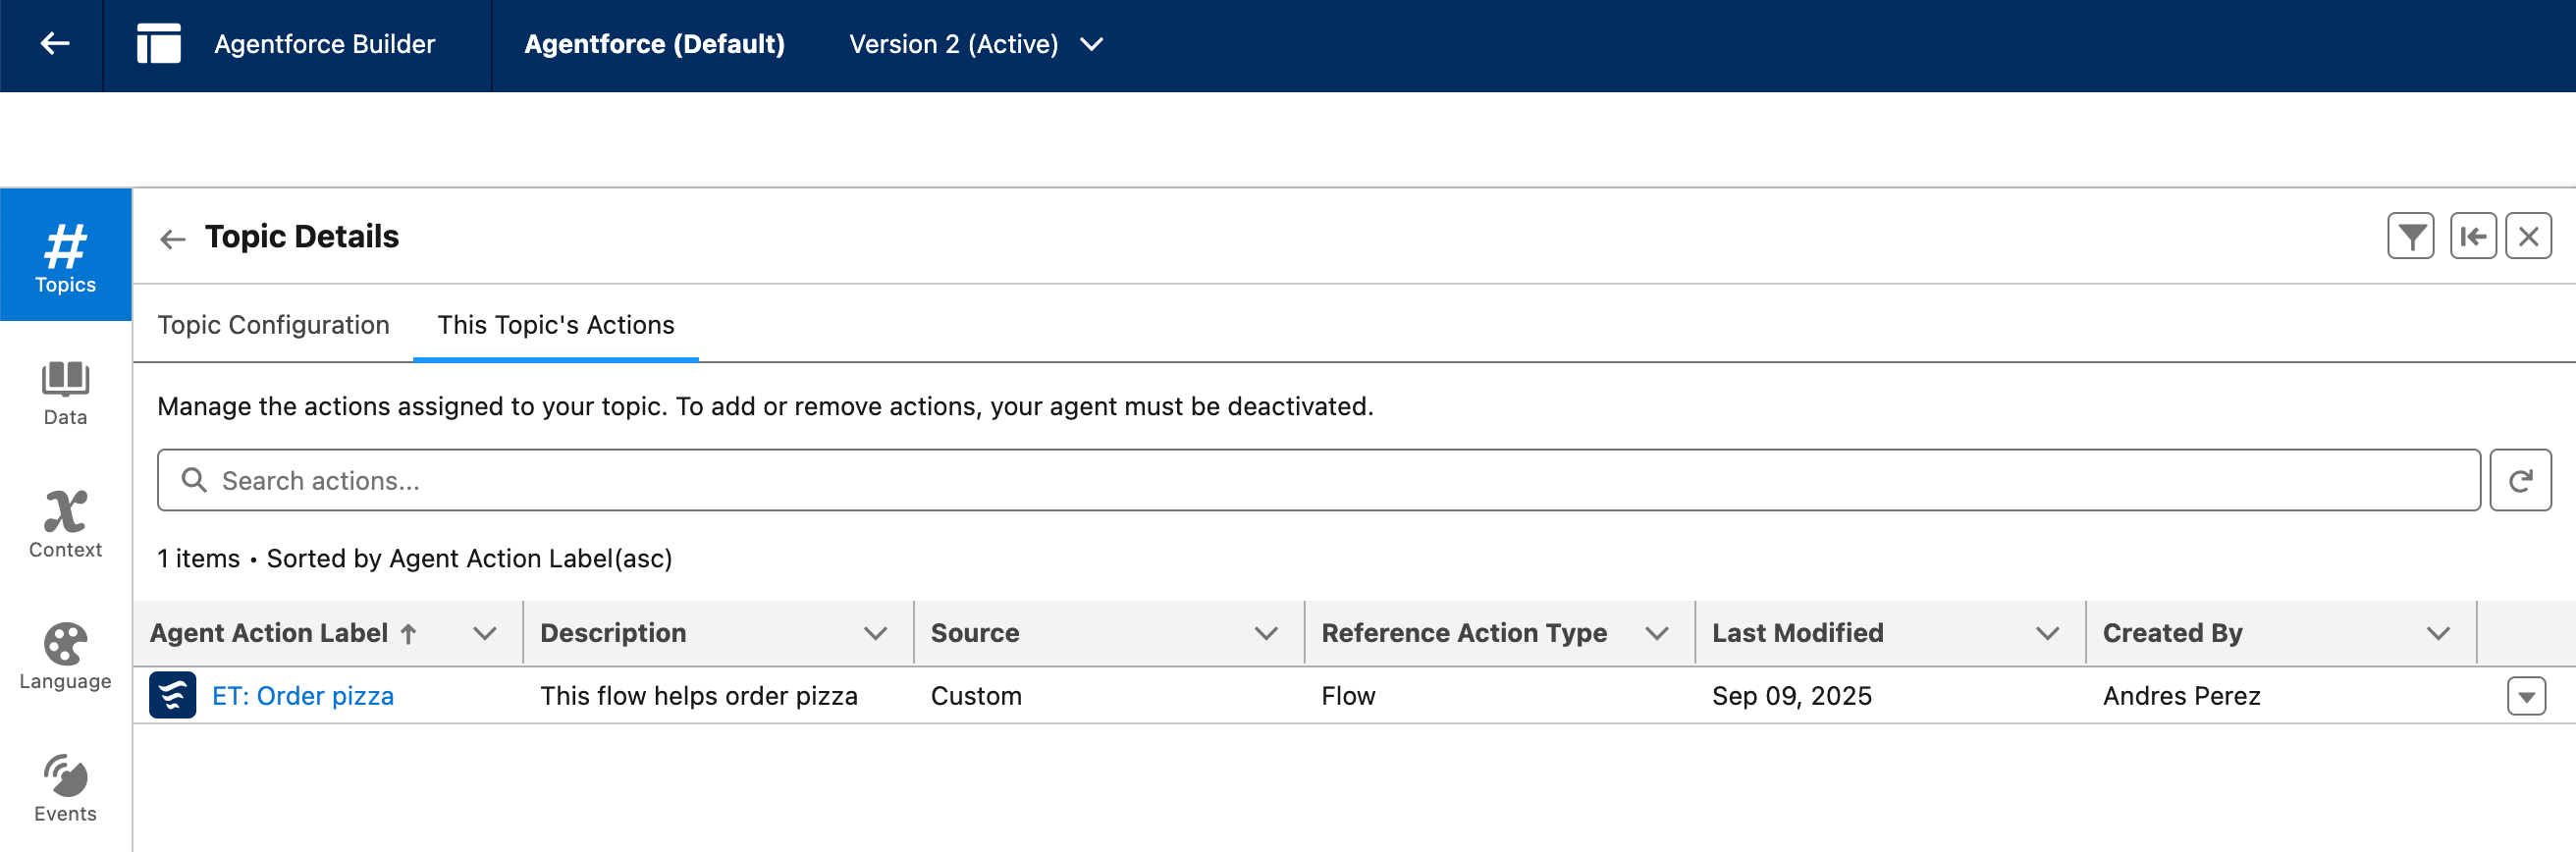 Agentforce Builder
Agentforce (Default)
Version 2 (Active)
Topics
Data
Context
Language
Events
Topic Details
Topic Configuration
This Topic's Actions
Manage the actions assigned to your topic. To add or remove actions, your agent must be deactivated.
Search actions...
1 items • Sorted by Agent Action Label(asc)
Agent Action Label ↑ Description Source Reference Action Type Last Modified Created By
ET: Order pizza This flow helps order pizza Custom Flow Sep 09, 2025 Andres Perez